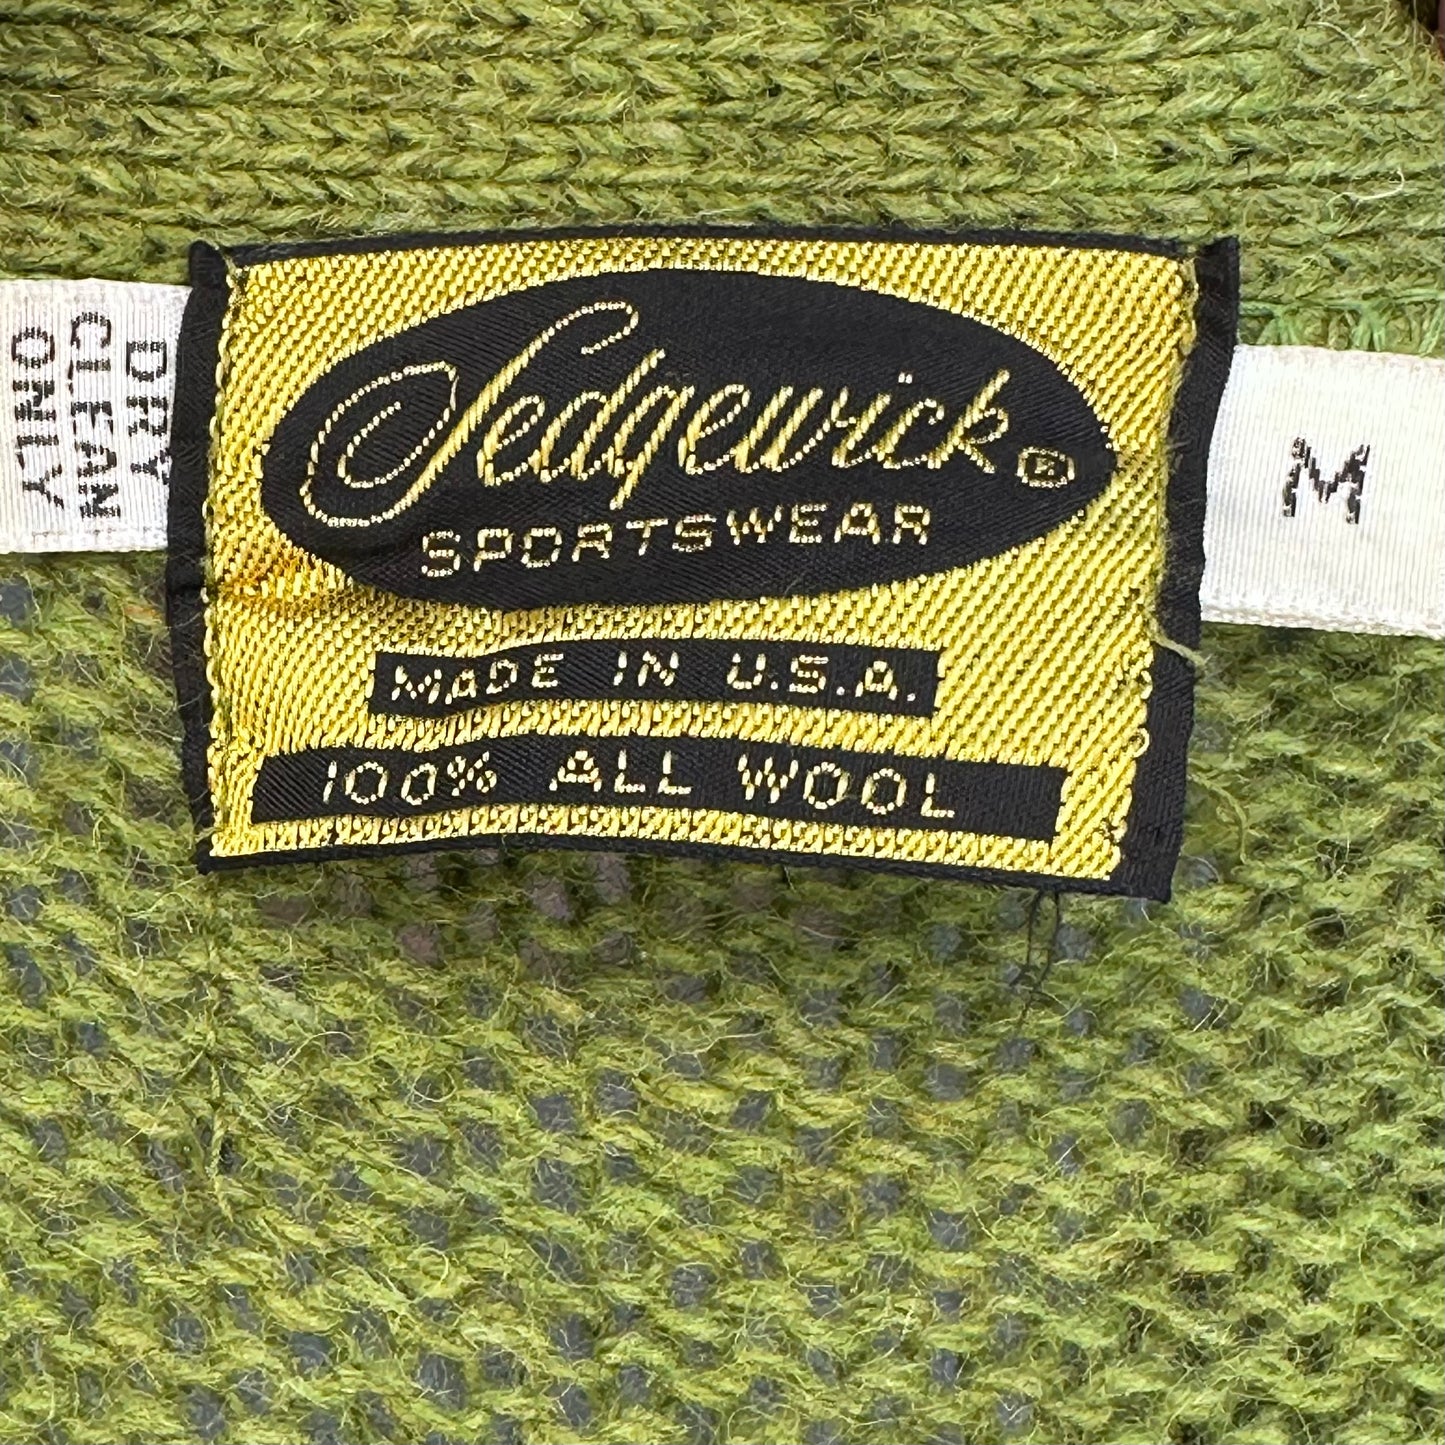 Sedgewick ®
SPORTSWEAR
MADE IN U.S.A.
100% ALL WOOL
DRY
CLEAN
ONLY
M